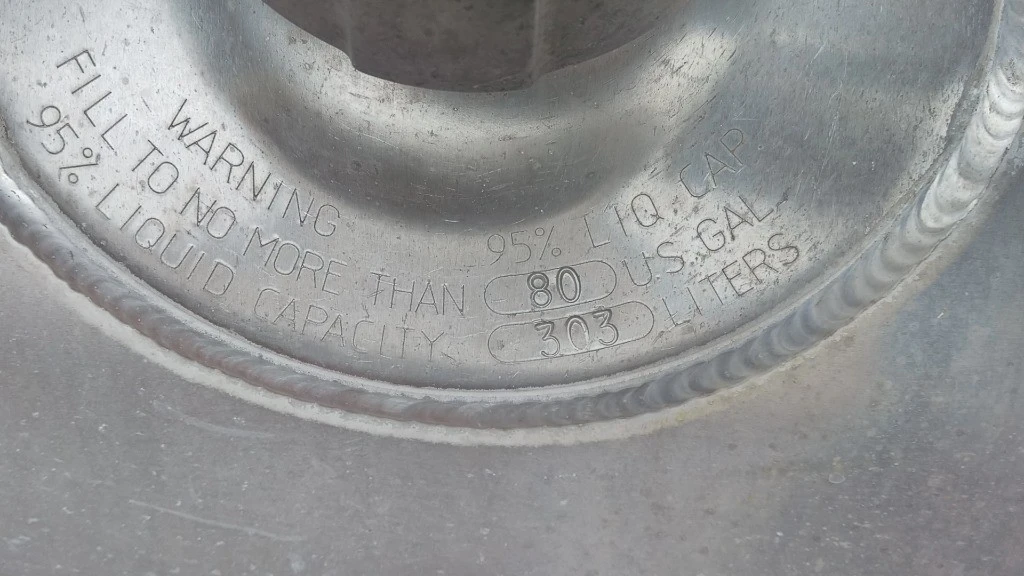 WARNING
FILL TO NO MORE THAN
95% LIQUID CAPACITY
95% LIQ CAP
80 U.S.GAL
303 LITERS